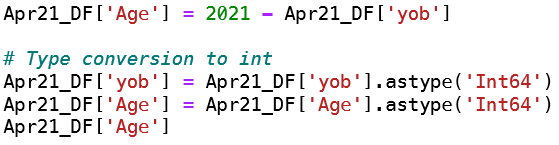 Apr21_DF['Age'] = 2021 - Apr21_DF['yob']
# Type conversion to int
Apr21_DF['yob'] = Apr21_DF['yob'].astype('Int64')
Apr21_DF['Age'] = Apr21_DF['Age'].astype('Int64')
Apr21_DF['Age']